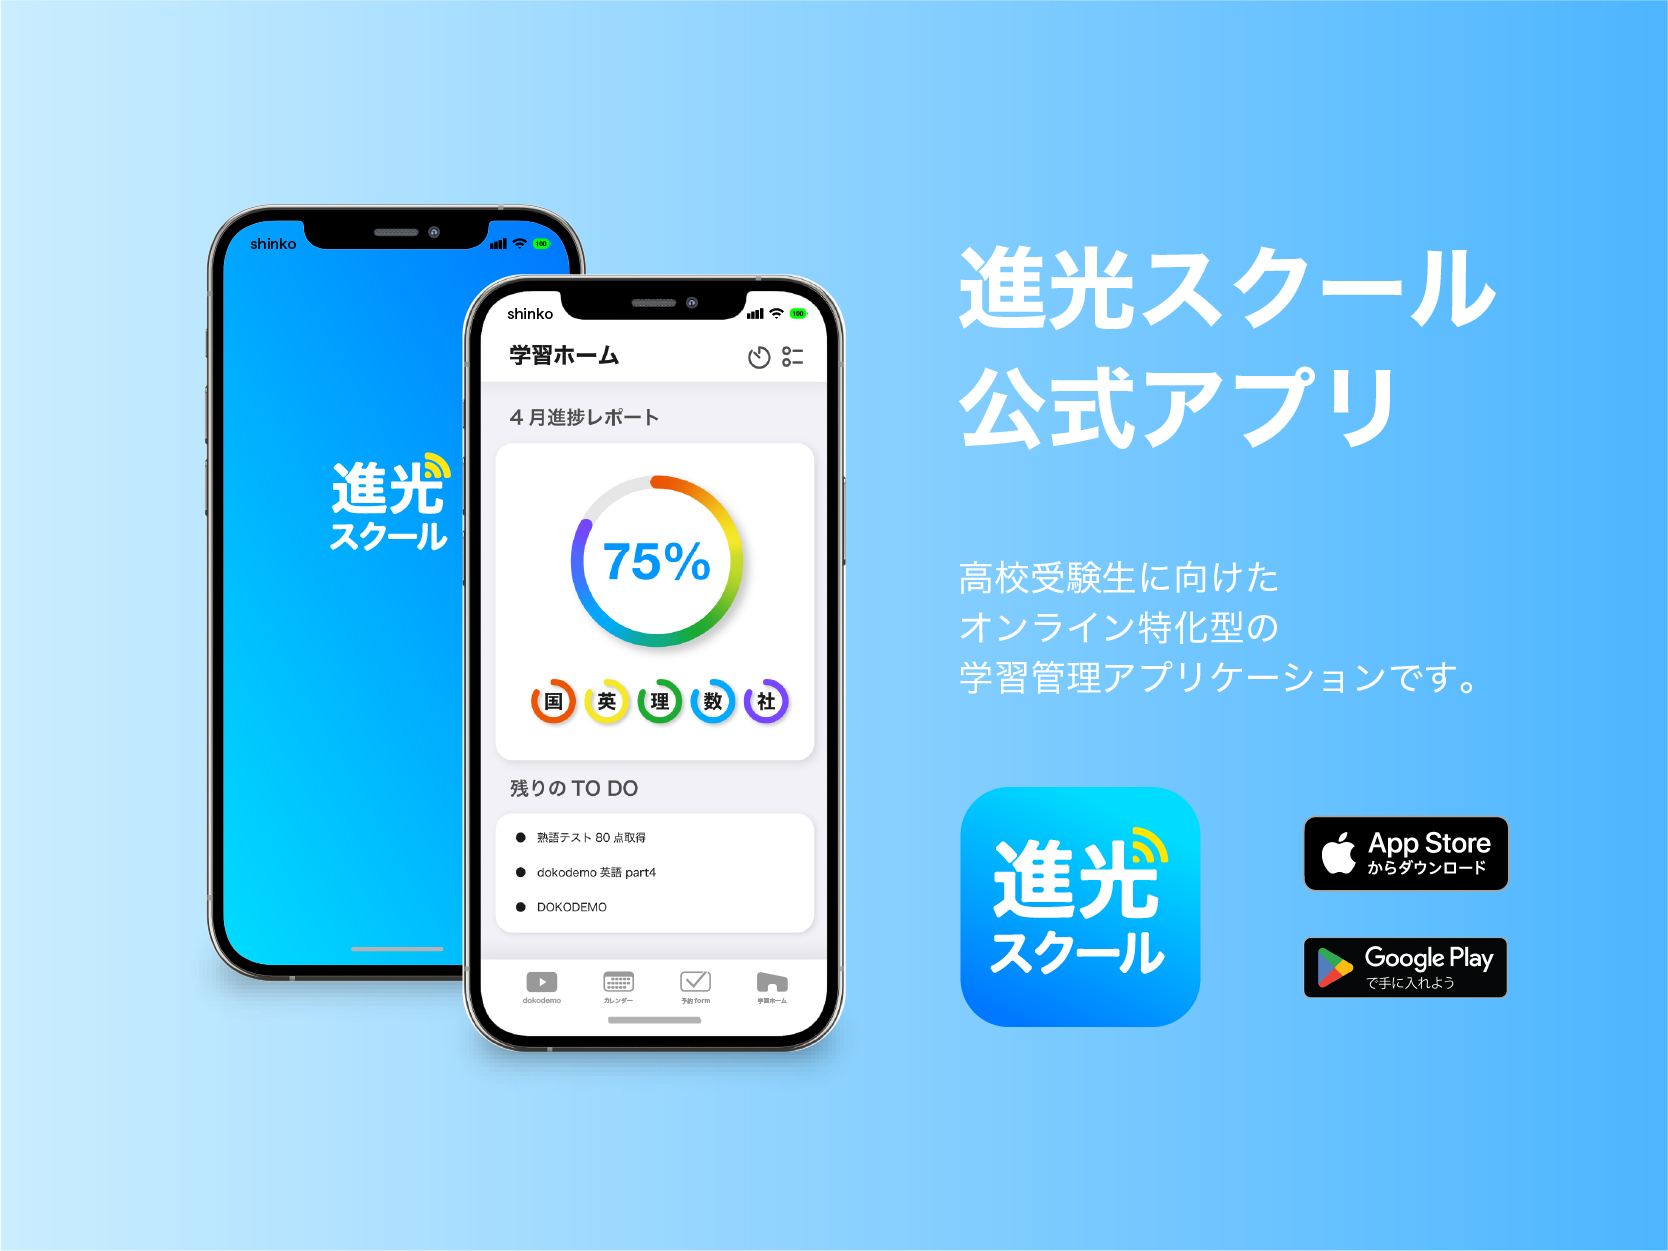 shinko
100
進光
スクール
shinko
100
学習ホーム
4月進捗レポート
75%
国 英 理 数 社
残りの TO DO
熟語テスト 80 点取得
dokodemo 英語 part4
DOKODEMO
dokodemo カレンダー 予約 form 学習ホーム
進光スクール
公式アプリ
高校受験生に向けた
オンライン特化型の
学習管理アプリケーションです。
進光
スクール
App Store
からダウンロード
Google Play
で手に入れよう